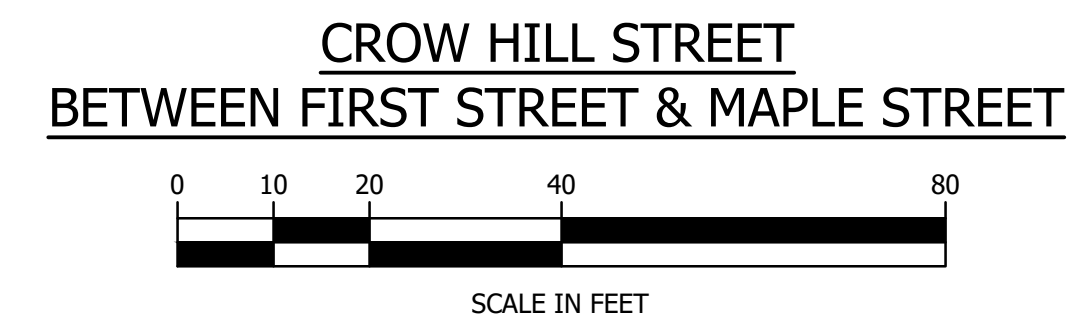 CROW HILL STREET
BETWEEN FIRST STREET & MAPLE STREET
0 10 20 40 80
SCALE IN FEET